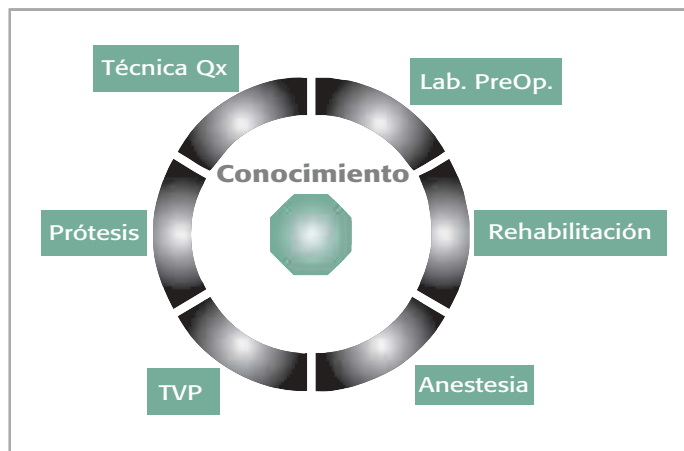 Técnica Qx
Lab. PreOp.
Conocimiento
Prótesis
Rehabilitación
TVP
Anestesia